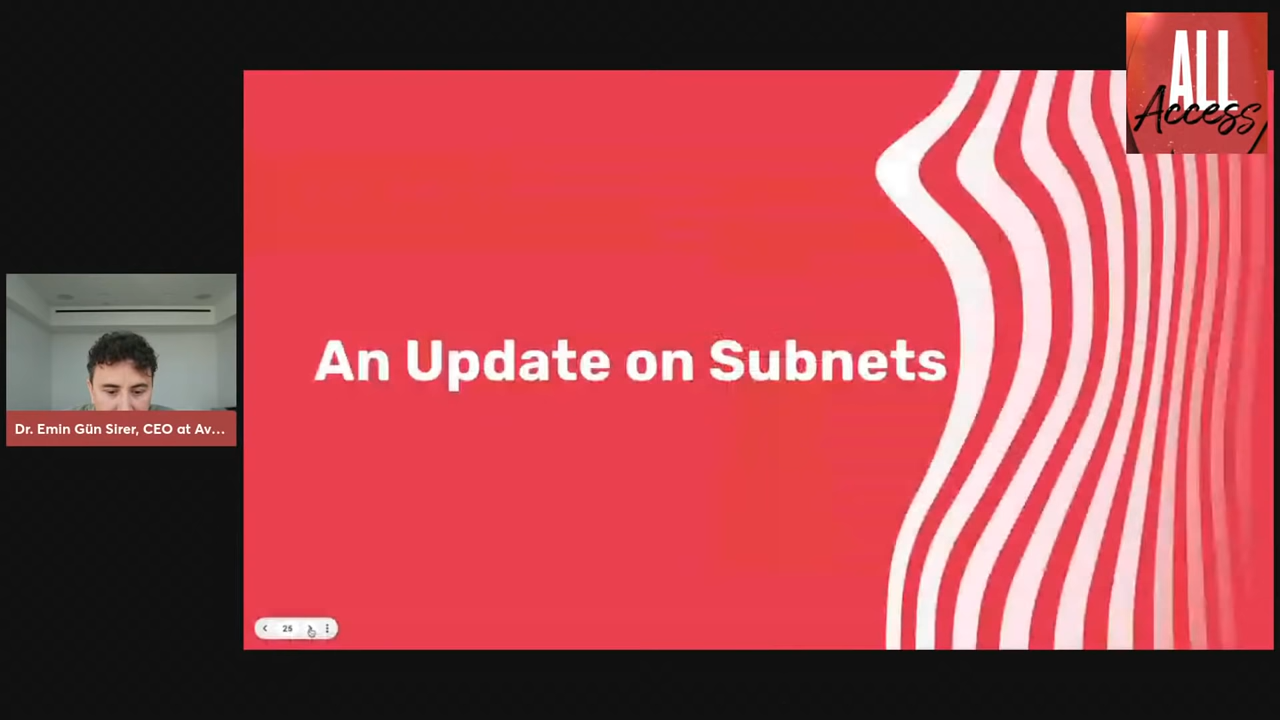 ALL
Access
An Update on Subnets
Dr. Emin Gün Sirer, CEO at Av...
25